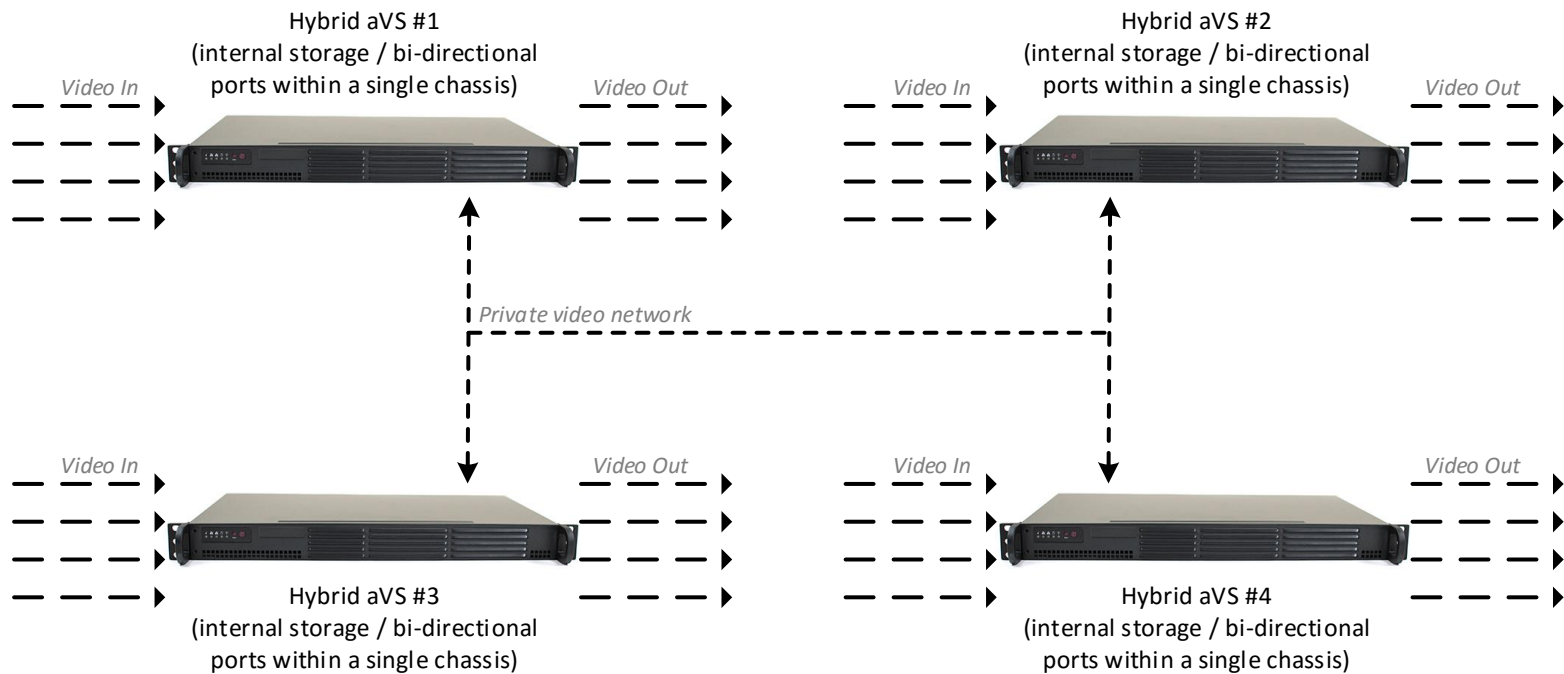 Hybrid aVS #1
(internal storage / bi-directional
ports within a single chassis)
Video In
Video Out
Hybrid aVS #2
(internal storage / bi-directional
ports within a single chassis)
Video In
Video Out
Private video network
Video In
Video Out
Hybrid aVS #3
(internal storage / bi-directional
ports within a single chassis)
Video In
Video Out
Hybrid aVS #4
(internal storage / bi-directional
ports within a single chassis)